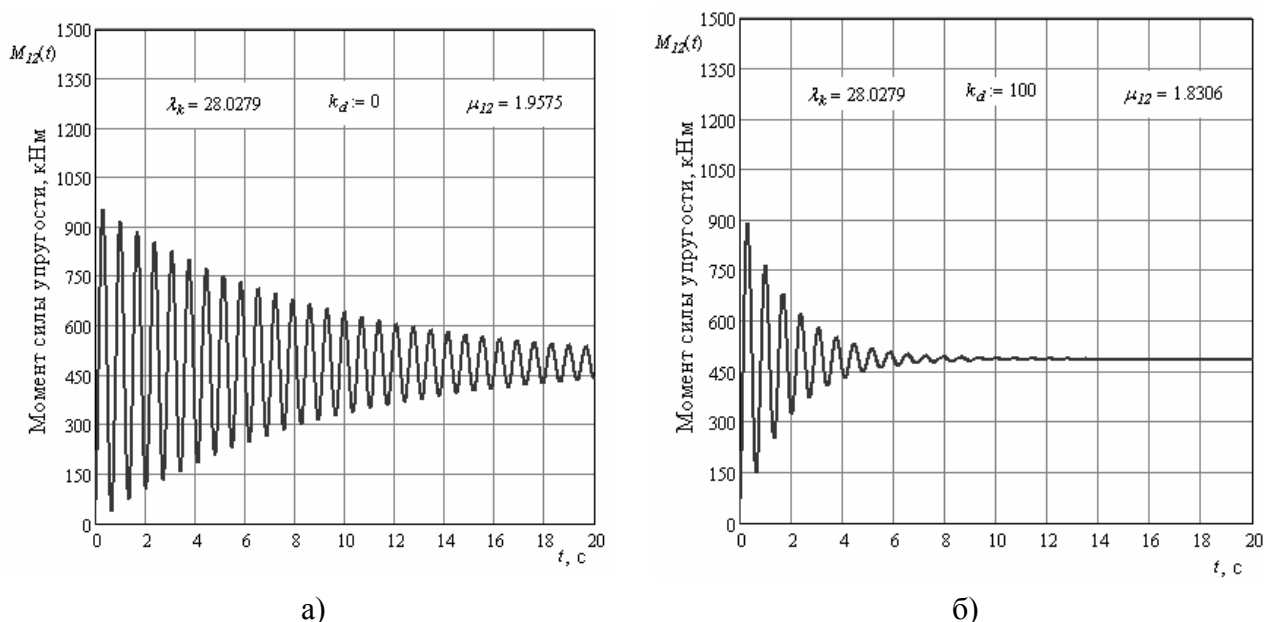 1500
M12(t)
1350
λk = 28.0279 kd := 0 μ12 = 1.9575
1200
1050
900
750
600
450
300
150
0
Момент силы упругости, кНм
0 2 4 6 8 10 12 14 16 18 20
t, с
а)
1500
M12(t)
1350
λk = 28.0279 kd := 100 μ12 = 1.8306
1200
1050
900
750
600
450
300
150
0
Момент силы упругости, кНм
0 2 4 6 8 10 12 14 16 18 20
t, с
б)